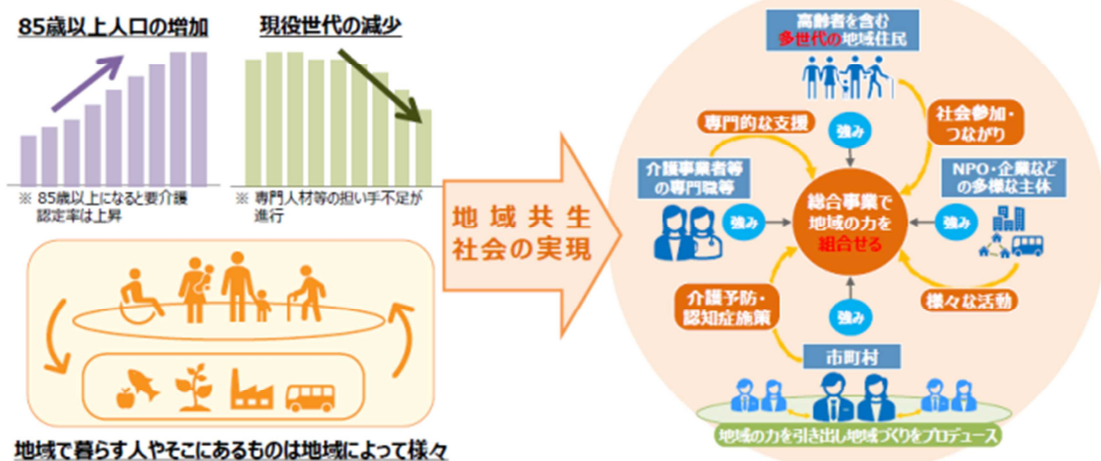 85歳以上人口の増加
現役世代の減少
※ 85歳以上になると要介護
認定率は上昇
※ 専門人材等の担い手不足が
進行
地域で暮らす人やそこにあるものは地域によって様々
地域共生
社会の実現
高齢者を含む
多世代の地域住民
専門的な支援
強み
社会参加・
つながり
介護事業者等
の専門職等
NPO・企業など
の多様な主体
強み
総合事業で
地域の力を
組合せる
強み
介護予防・
認知症施策
強み
様々な活動
市町村
地域の力を引き出し地域づくりをプロデュース